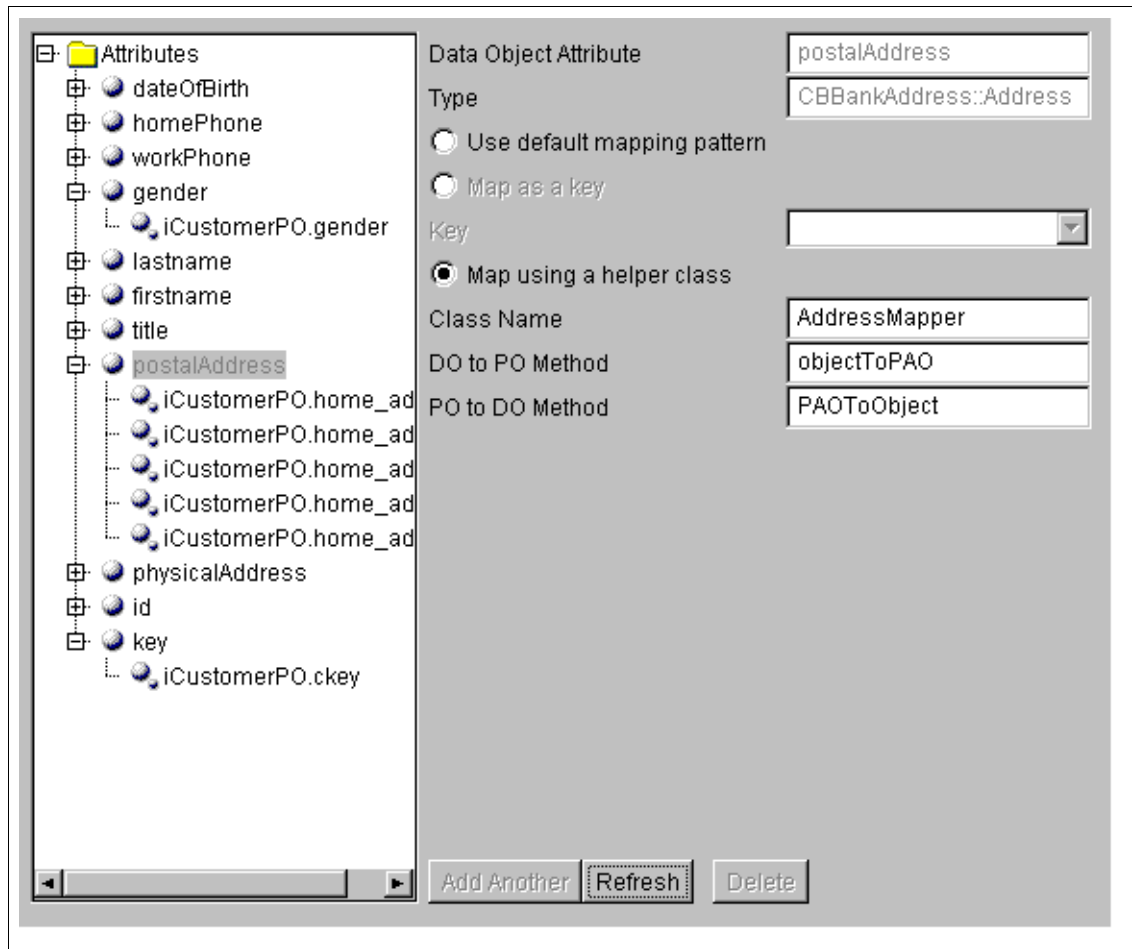 Attributes
dateOfBirth
homePhone
workPhone
gender
iCustomerPO.gender
lastname
firstname
title
postalAddress
iCustomerPO.home_ad
iCustomerPO.home_ad
iCustomerPO.home_ad
iCustomerPO.home_ad
iCustomerPO.home_ad
physicalAddress
id
key
iCustomerPO.ckey
Data Object Attribute postalAddress
Type CBBankAddress::Address
Use default mapping pattern
Map as a key
Key
Map using a helper class
Class Name AddressMapper
DO to PO Method objectToPAO
PO to DO Method PAOToObject
Add Another Refresh Delete